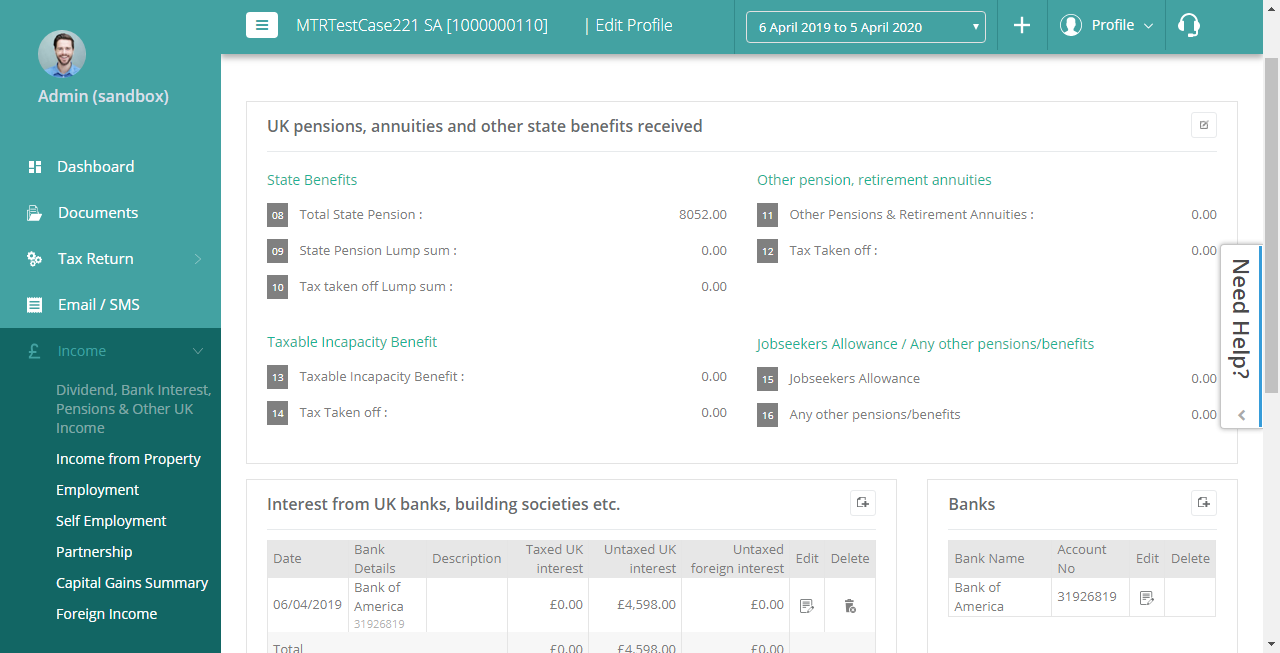 MTRTestCase221 SA [1000000110]
| Edit Profile
6 April 2019 to 5 April 2020
Profile
Admin (sandbox)
Dashboard
Documents
Tax Return
Email / SMS
£ Income
Dividend, Bank Interest,
Pensions & Other UK
Income
Income from Property
Employment
Self Employment
Partnership
Capital Gains Summary
Foreign Income
UK pensions, annuities and other state benefits received
State Benefits
08 Total State Pension : 8052.00
09 State Pension Lump sum : 0.00
10 Tax taken off Lump sum : 0.00
Other pension, retirement annuities
11 Other Pensions & Retirement Annuities : 0.00
12 Tax Taken off : 0.00
Taxable Incapacity Benefit
13 Taxable Incapacity Benefit : 0.00
14 Tax Taken off : 0.00
Jobseekers Allowance / Any other pensions/benefits
15 Jobseekers Allowance 0.00
16 Any other pensions/benefits 0.00
Need Help?
Interest from UK banks, building societies etc.
Date
Bank
Details
Description
Taxed UK
interest
Untaxed UK
interest
Untaxed
foreign interest
Edit
Delete
06/04/2019
Bank of
America
31926819
£0.00
£4,598.00
£0.00
Total £0.00 £4,598.00 £0.00
Banks
Bank Name
Account
No
Edit
Delete
Bank of
America
31926819